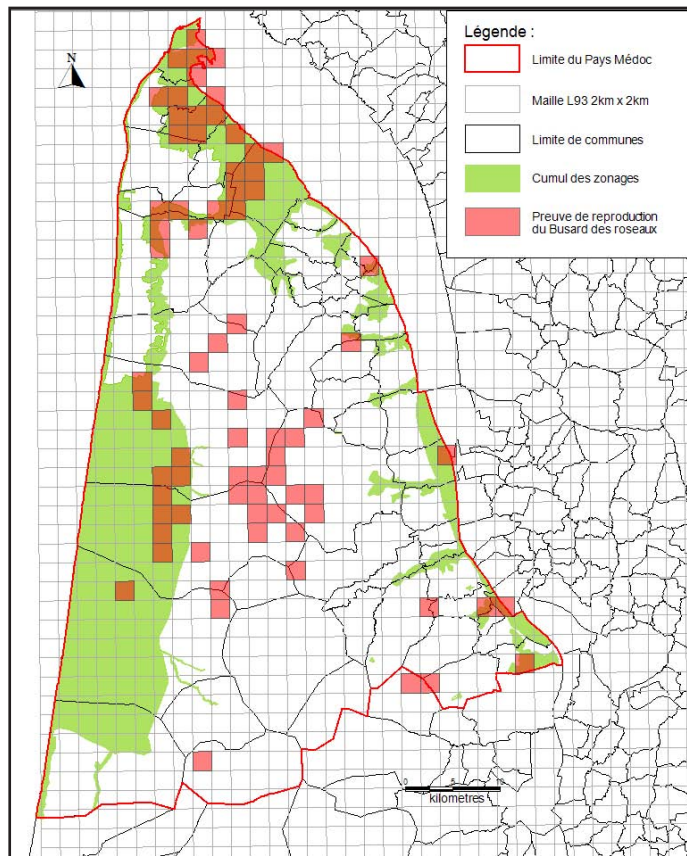 Légende :
Limite du Pays Médoc
Maille L93 2km x 2km
Limite de communes
Cumul des zonages
Preuve de reproduction
du Busard des roseaux
N
0 5 10
kilometres